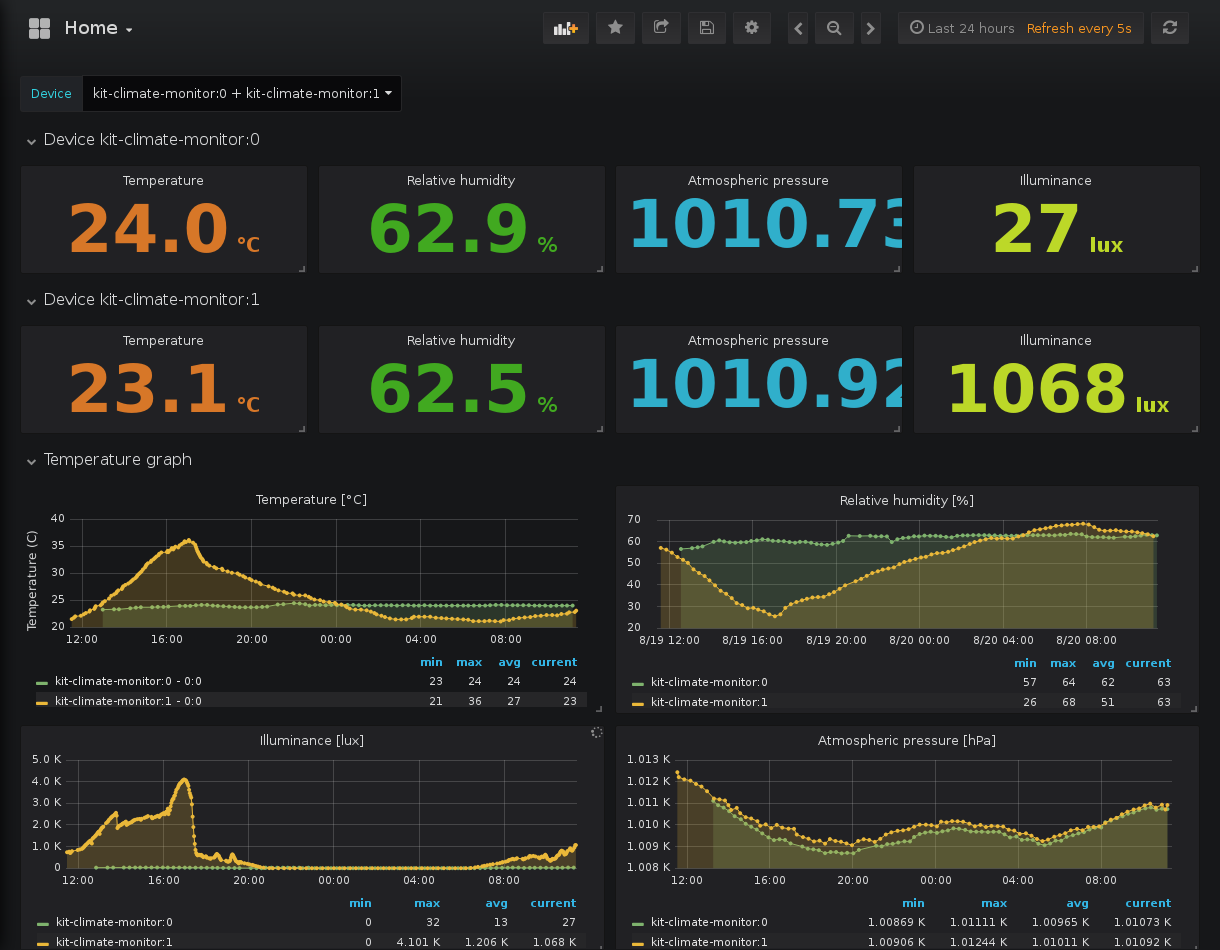 Home
Last 24 hours Refresh every 5s
Device kit-climate-monitor:0 + kit-climate-monitor:1
Device kit-climate-monitor:0
Temperature Relative humidity Atmospheric pressure Illuminance
24.0 °C 62.9 % 1010.73 27 lux
Device kit-climate-monitor:1
Temperature Relative humidity Atmospheric pressure Illuminance
23.1 °C 62.5 % 1010.92 1068 lux
Temperature graph
Temperature [°C]
Temperature (C)
40
35
30
25
20
12:00 16:00 20:00 00:00 04:00 08:00
min max avg current
kit-climate-monitor:0 - 0:0 23 24 24 24
kit-climate-monitor:1 - 0:0 21 36 27 23
Relative humidity [%]
70
60
50
40
30
20
8/19 12:00 8/19 16:00 8/19 20:00 8/20 00:00 8/20 04:00 8/20 08:00
min max avg current
kit-climate-monitor:0 57 64 62 63
kit-climate-monitor:1 26 68 51 63
Illuminance [lux]
5.0 K
4.0 K
3.0 K
2.0 K
1.0 K
0
12:00 16:00 20:00 00:00 04:00 08:00
min max avg current
kit-climate-monitor:0 0 32 13 27
kit-climate-monitor:1 0 4.101 K 1.206 K 1.068 K
Atmospheric pressure [hPa]
1.013 K
1.012 K
1.011 K
1.010 K
1.009 K
1.008 K
12:00 16:00 20:00 00:00 04:00 08:00
min max avg current
kit-climate-monitor:0 1.00869 K 1.01111 K 1.00965 K 1.01073 K
kit-climate-monitor:1 1.00906 K 1.01244 K 1.01011 K 1.01092 K